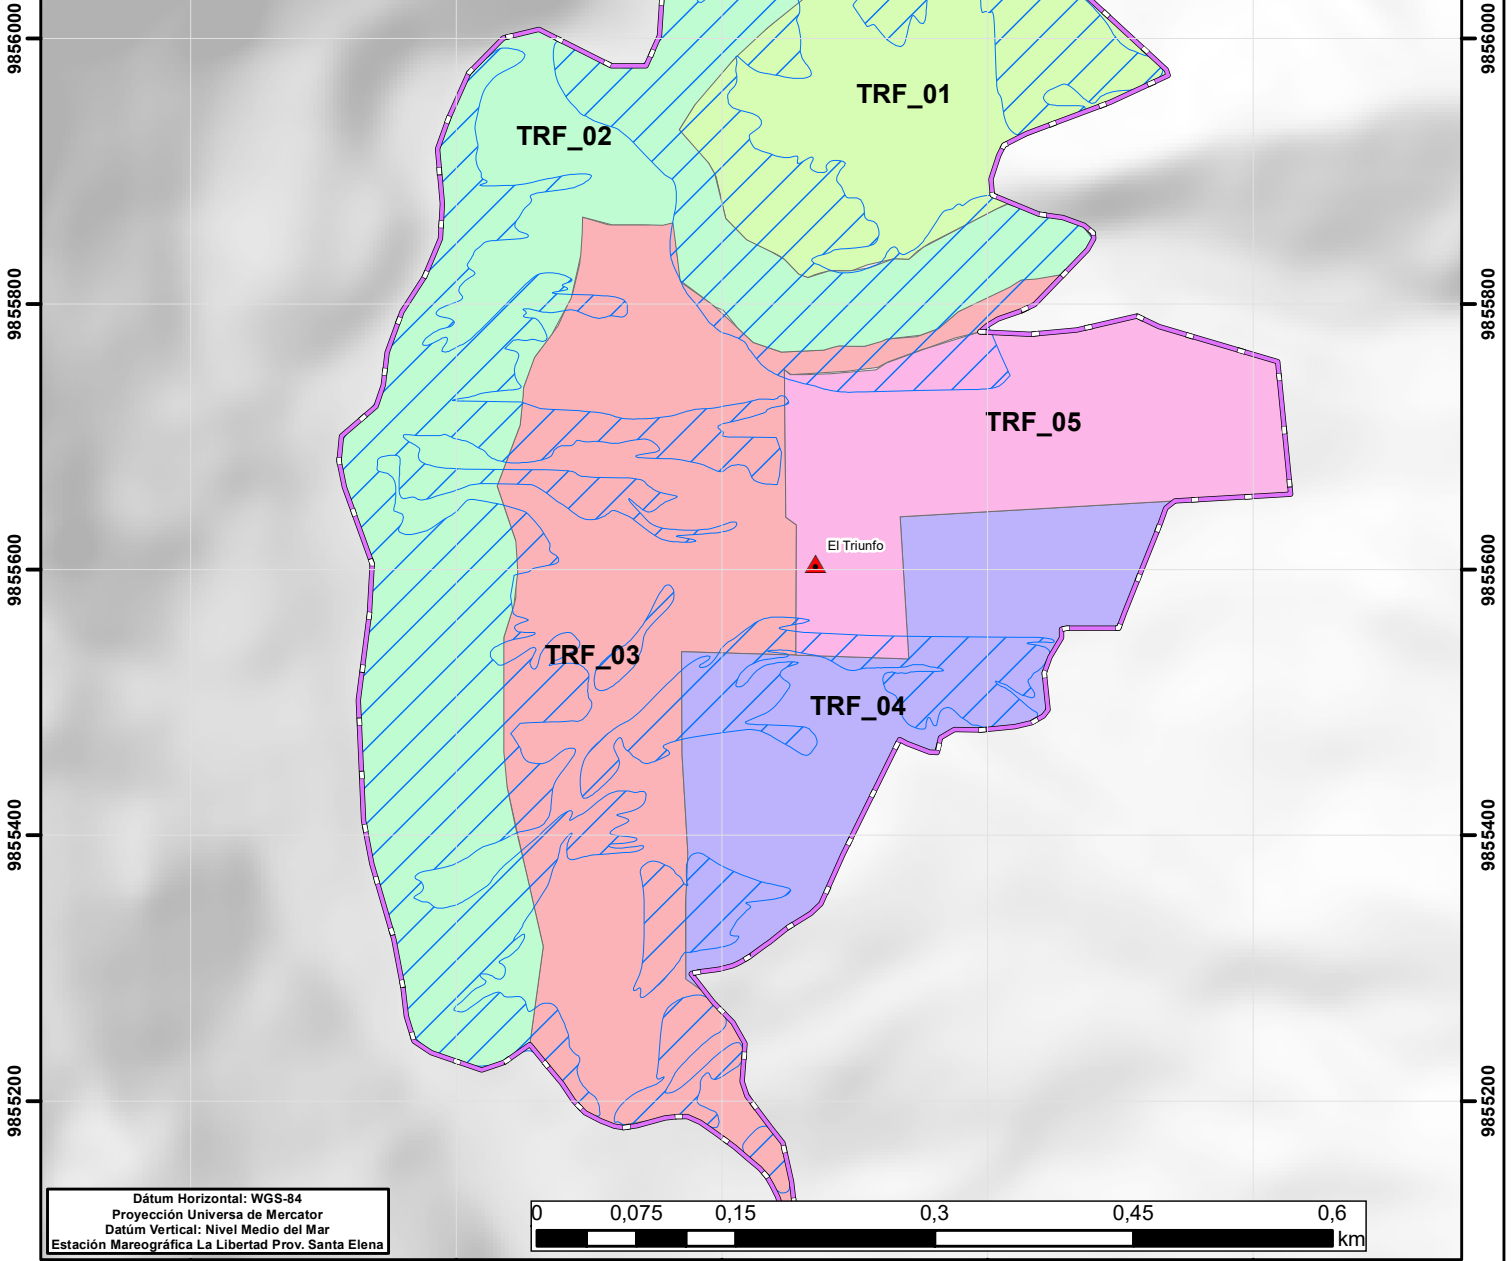 9856000
9856000
TRF_01
TRF_02
9855800
9855800
TRF_05
El Triunfo
9855600
9855600
TRF_03
TRF_04
9855400
9855400
9855200
9855200
Dátum Horizontal: WGS-84
Proyección Universa de Mercator
Datúm Vertical: Nivel Medio del Mar
Estación Mareográfica La Libertad Prov. Santa Elena
0 0,075 0,15 0,3 0,45 0,6
km